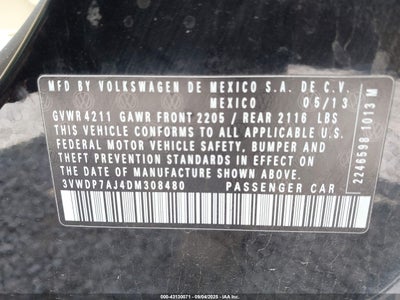 MFD. BY VOLKSWAGEN DE MEXICO S.A. DE C.V.
MEXICO 05/13
GVWR 4211 GAWR FRONT 2205 / REAR 2116 LBS
THIS VEHICLE CONFORMS TO ALL APPLICABLE U.S.
FEDERAL MOTOR VEHICLE SAFETY, BUMPER AND
THEFT PREVENTION STANDARDS IN EFFECT ON THE
DATE OF MANUFACTURE SHOWN ABOVE.
3VWDP7AJ4DM308480 PASSENGER CAR
2246598 1013 M
000-43130071 - 09/04/2025 - IAAI.COM